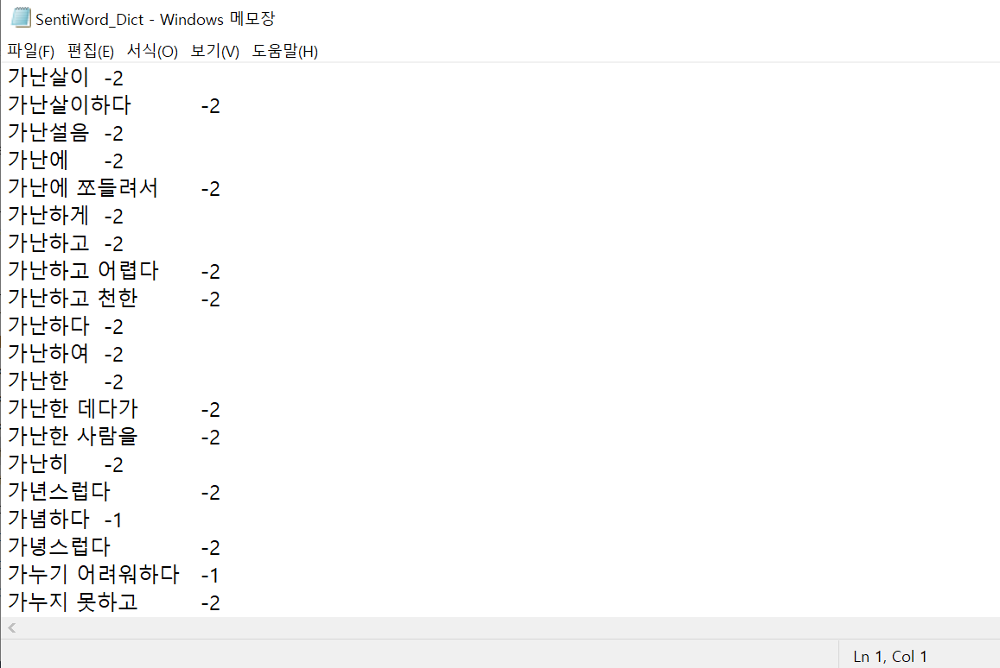 SentiWord_Dict - Windows 메모장
파일(F) 편집(E) 서식(O) 보기(V) 도움말(H)
가난살이 -2
가난살이하다 -2
가난설음 -2
가난에 -2
가난에 쪼들려서 -2
가난하게 -2
가난하고 -2
가난하고 어렵다 -2
가난하고 천한 -2
가난하다 -2
가난하여 -2
가난한 -2
가난한 데다가 -2
가난한 사람을 -2
가난히 -2
가년스럽다 -2
가념하다 -1
가녕스럽다 -2
가누기 어려워하다 -1
가누지 못하고 -2
Ln 1, Col 1